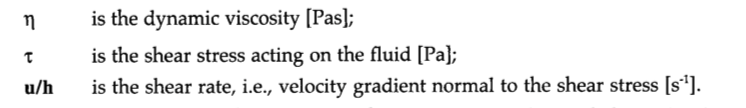 η is the dynamic viscosity [Pas];
τ is the shear stress acting on the fluid [Pa];
u/h is the shear rate, i.e., velocity gradient normal to the shear stress [s⁻¹].